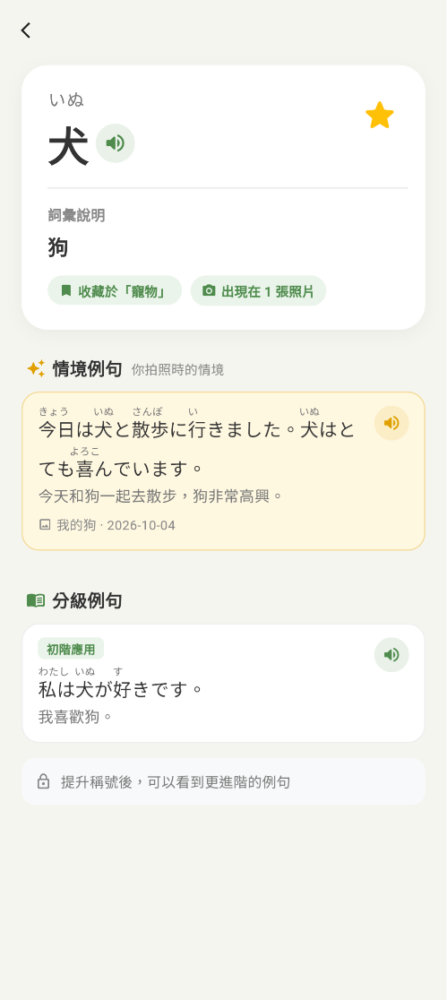 いぬ
犬
詞彙說明
狗
收藏於「寵物」 出現在 1 張照片
情境例句 你拍照時的情境
きょう いぬ さんぽ い いぬ
今日は犬と散歩に行きました。犬はと
よろこ
ても喜んでいます。
今天和狗一起去散步，狗非常高興。
我的狗 · 2026-10-04
分級例句
初階應用
わたし いぬ す
私は犬が好きです。
我喜歡狗。
提升稱號後，可以看到更進階的例句